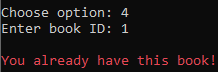 Choose option: 4
Enter book ID: 1
You already have this book!